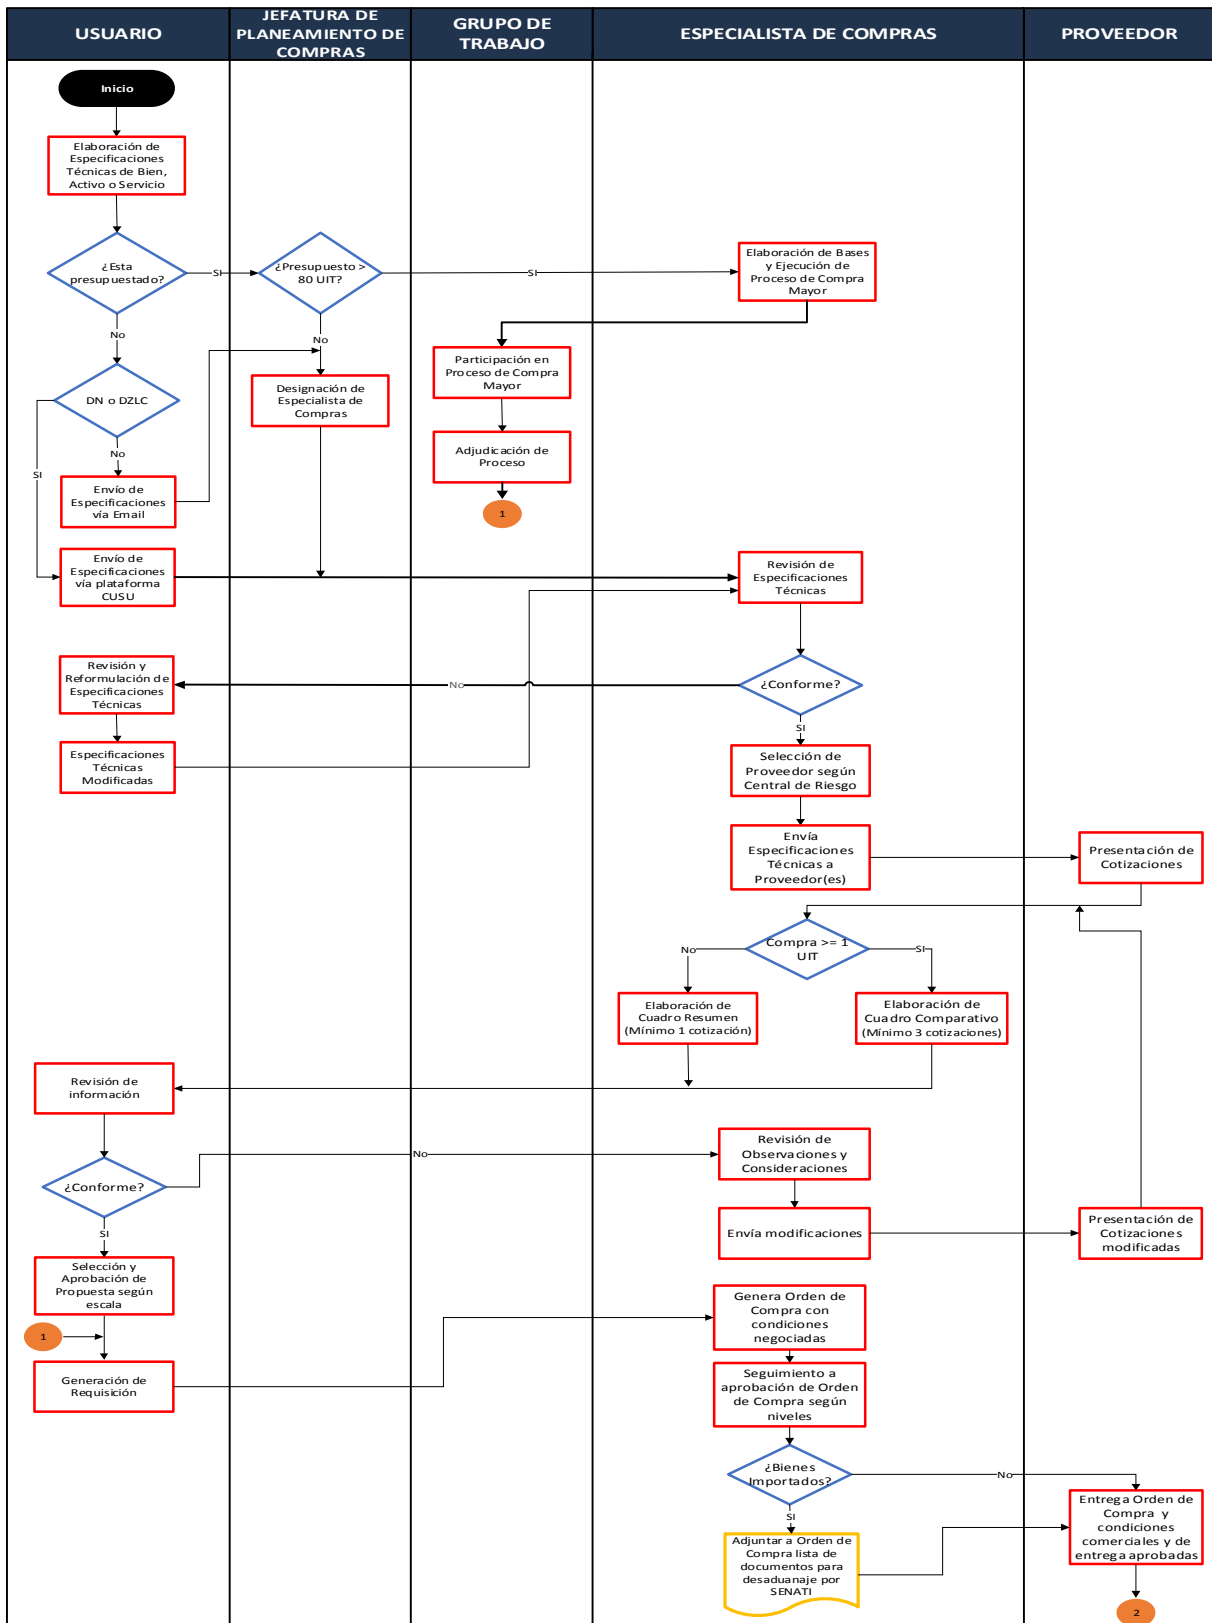 USUARIO
JEFATURA DE
PLANEAMIENTO DE
COMPRAS
GRUPO DE
TRABAJO
ESPECIALISTA DE COMPRAS
PROVEEDOR
Inicio
Elaboración de
Especificaciones
Técnicas de Bien,
Activo o Servicio
¿Esta
presupuestado?
SI
¿Presupuesto >
80 UIT?
SI
Elaboración de Bases
y Ejecución de
Proceso de Compra
Mayor
No
No
Participación en
Proceso de Compra
Mayor
DN o DZLC
Designación de
Especialista de
Compras
No
SI
Adjudicación de
Proceso
Envío de
Especificaciones
vía Email
1
Envío de
Especificaciones
vía plataforma
CUSU
Revisión de
Especificaciones
Técnicas
Revisión y
Reformulación de
Especificaciones
Técnicas
No
¿Conforme?
SI
Especificaciones
Técnicas
Modificadas
Selección de
Proveedor según
Central de Riesgo
Envía
Especificaciones
Técnicas a
Proveedor(es)
Presentación de
Cotizaciones
No
Compra >= 1
UIT
SI
Elaboración de
Cuadro Resumen
(Mínimo 1 cotización)
Elaboración de
Cuadro Comparativo
(Mínimo 3 cotizaciones)
Revisión de
información
¿Conforme?
No
Revisión de
Observaciones y
Consideraciones
SI
Envía modificaciones
Presentación de
Cotizaciones
modificadas
Selección y
Aprobación de
Propuesta según
escala
1
Genera Orden de
Compra con
condiciones
negociadas
Generación de
Requisición
Seguimiento a
aprobación de Orden
de Compra según
niveles
¿Bienes
Importados?
No
SI
Entrega Orden de
Compra y
condiciones
comerciales y de
entrega aprobadas
Adjuntar a Orden de
Compra lista de
documentos para
desaduanaje por
SENATI
2